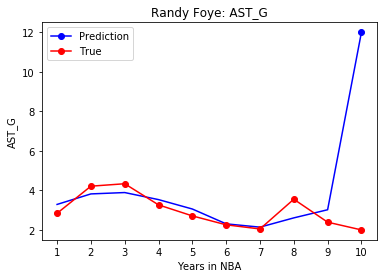 Randy Foye: AST_G
Prediction
True
AST_G
12
10
8
6
4
2
1 2 3 4 5 6 7 8 9 10
Years in NBA